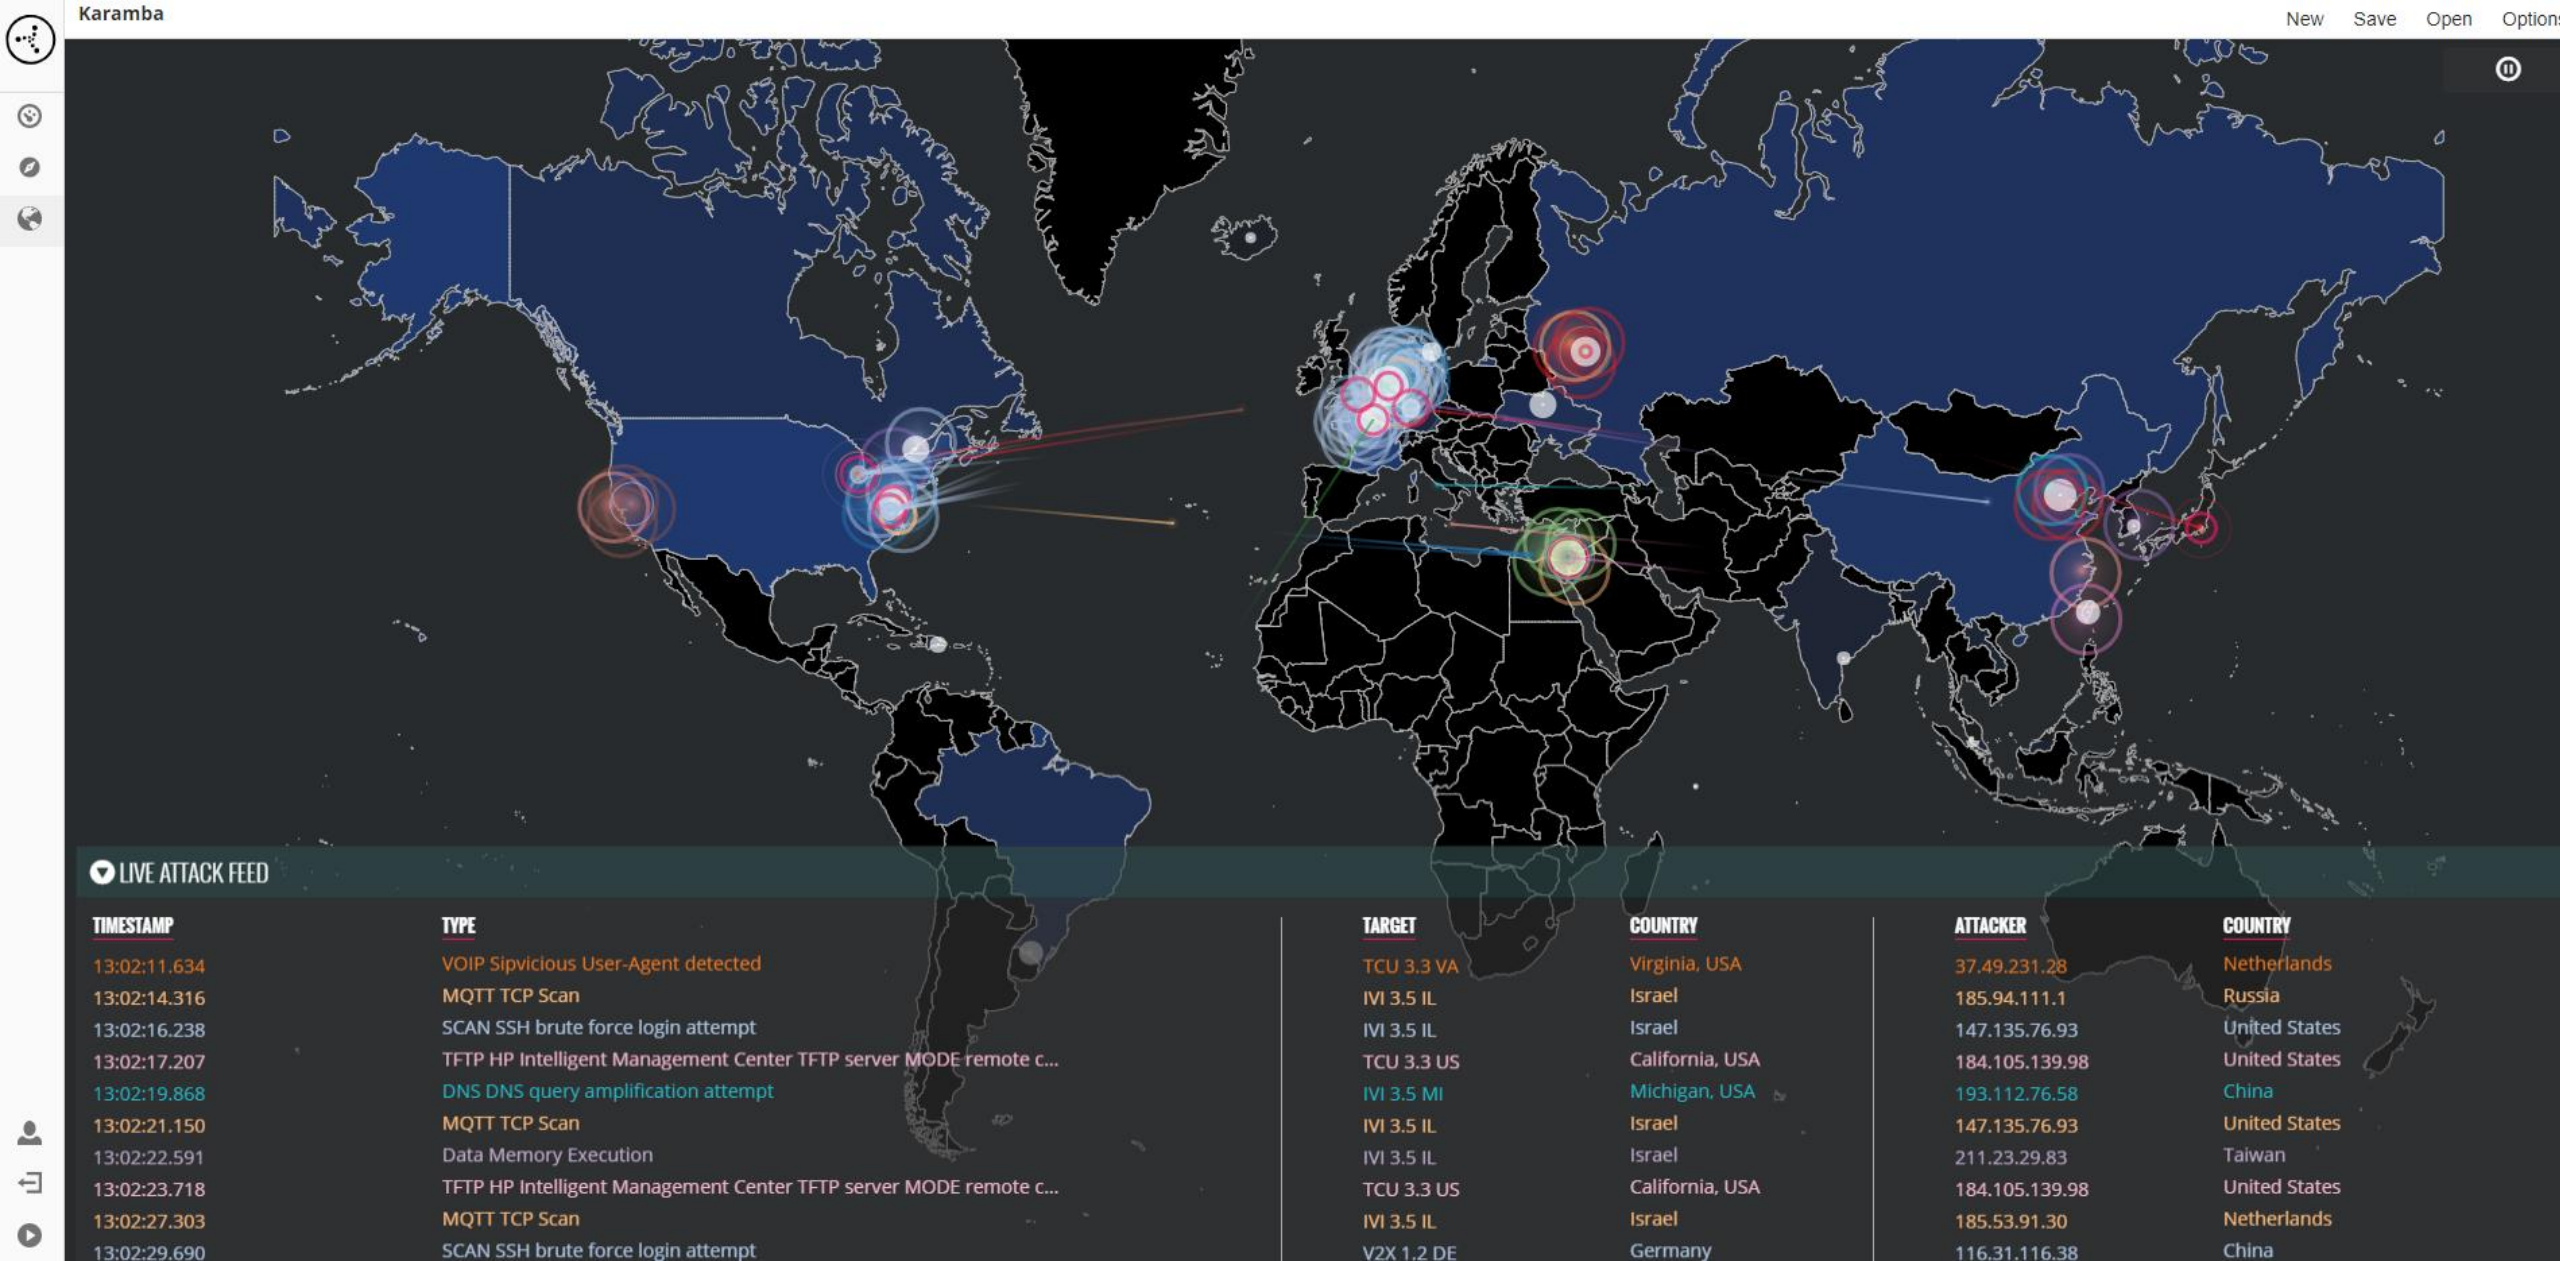 Karamba
New Save Open Options
LIVE ATTACK FEED
TIMESTAMP TYPE TARGET COUNTRY ATTACKER COUNTRY
13:02:11.634 VOIP Sipvicious User-Agent detected TCU 3.3 VA Virginia, USA 37.49.231.28 Netherlands
13:02:14.316 MQTT TCP Scan IVI 3.5 IL Israel 185.94.111.1 Russia
13:02:16.238 SCAN SSH brute force login attempt IVI 3.5 IL Israel 147.135.76.93 United States
13:02:17.207 TFTP HP Intelligent Management Center TFTP server MODE remote c... TCU 3.3 US California, USA 184.105.139.98 United States
13:02:19.868 DNS DNS query amplification attempt IVI 3.5 MI Michigan, USA 193.112.76.58 China
13:02:21.150 MQTT TCP Scan IVI 3.5 IL Israel 147.135.76.93 United States
13:02:22.591 Data Memory Execution IVI 3.5 IL Israel 211.23.29.83 Taiwan
13:02:23.718 TFTP HP Intelligent Management Center TFTP server MODE remote c... TCU 3.3 US California, USA 184.105.139.98 United States
13:02:27.303 MQTT TCP Scan IVI 3.5 IL Israel 185.53.91.30 Netherlands
13:02:29.690 SCAN SSH brute force login attempt V2X 1.2 DE Germany 116.31.116.38 China